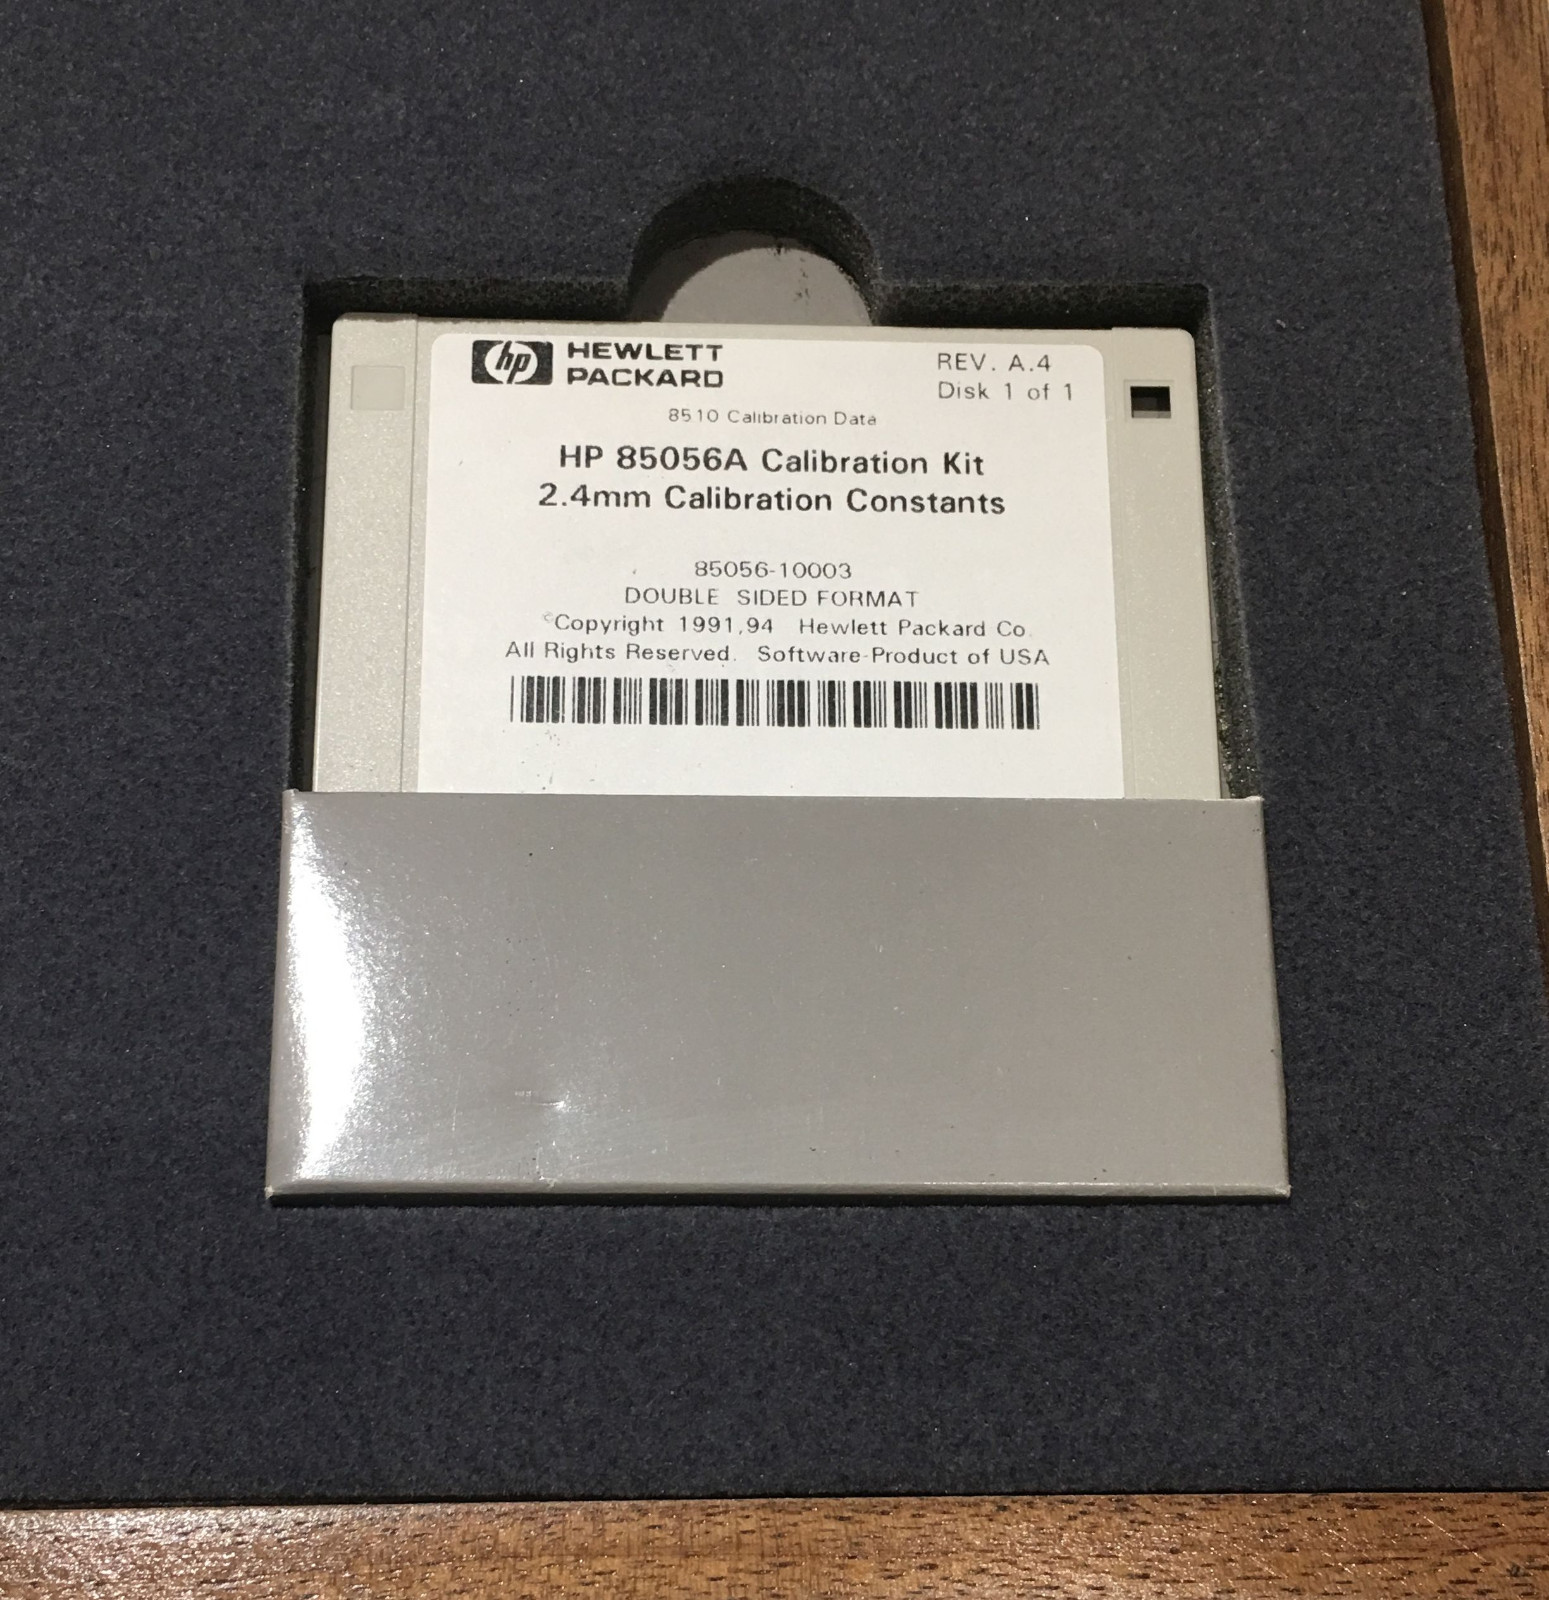 hp HEWLETT
PACKARD
REV. A.4
Disk 1 of 1
8510 Calibration Data
HP 85056A Calibration Kit
2.4mm Calibration Constants
85056-10003
DOUBLE SIDED FORMAT
©Copyright 1991,94 Hewlett Packard Co.
All Rights Reserved. Software-Product of USA